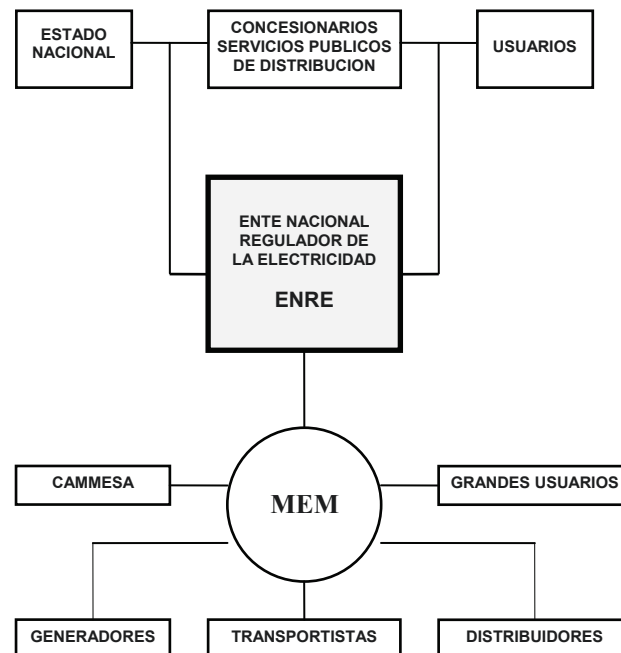 ESTADO
NACIONAL
CONCESIONARIOS
SERVICIOS PUBLICOS
DE DISTRIBUCION
USUARIOS
ENTE NACIONAL
REGULADOR DE
LA ELECTRICIDAD
ENRE
CAMMESA
MEM
GRANDES USUARIOS
GENERADORES
TRANSPORTISTAS
DISTRIBUIDORES